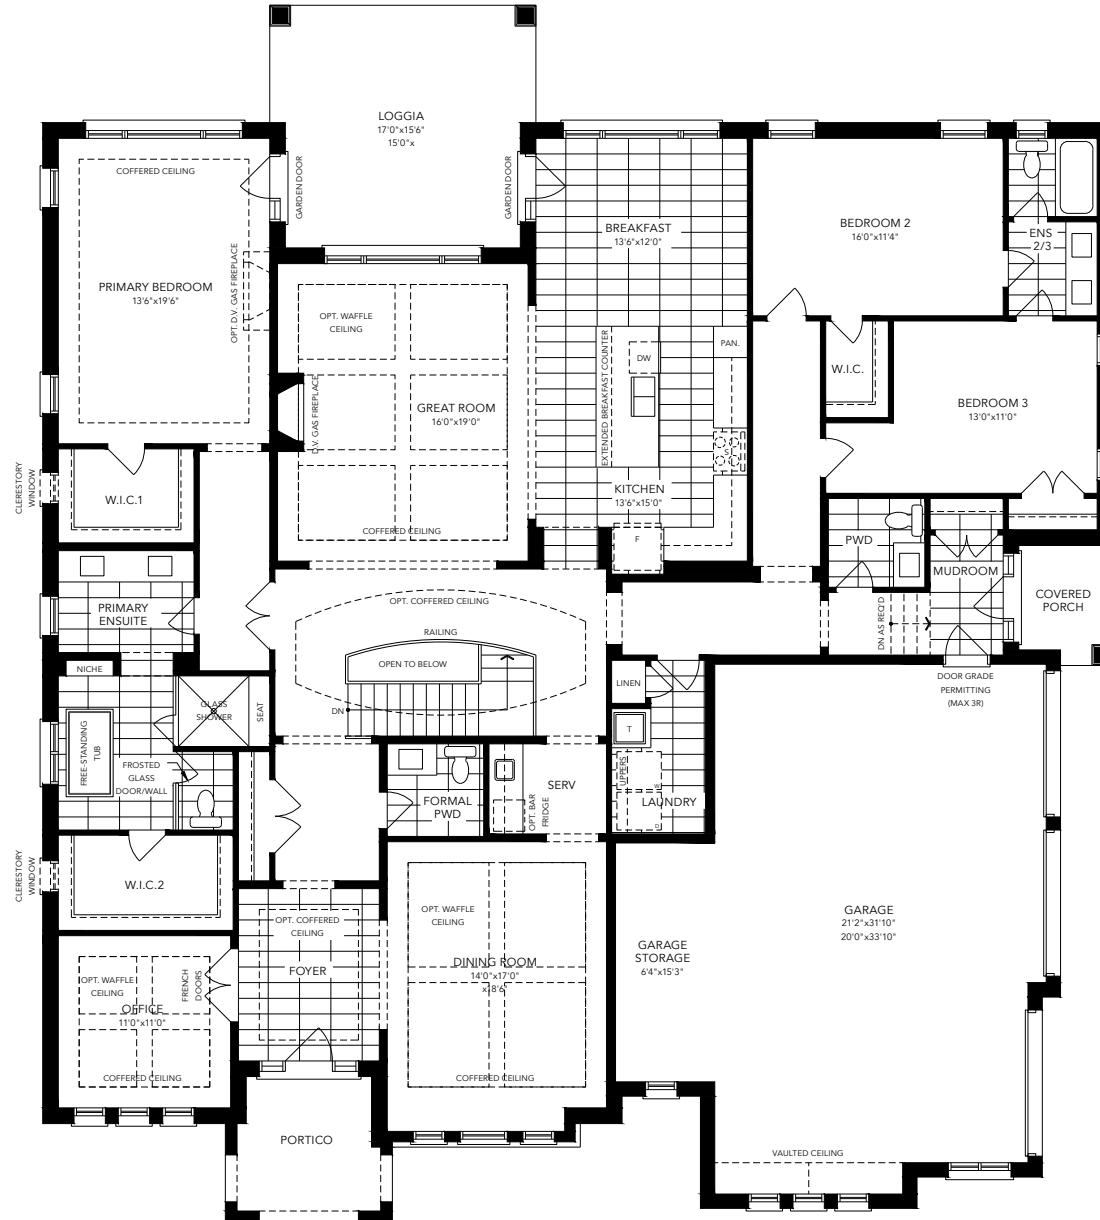 LOGGIA
17'0"x15'6"
15'0"x
COFFERED CEILING
GARDEN DOOR
GARDEN DOOR
OPT. D.V. GAS FIREPLACE
PRIMARY BEDROOM
13'6"x19'6"
BREAKFAST
13'6"x12'0"
BEDROOM 2
16'0"x11'4"
ENS
2/3
OPT. WAFFLE
CEILING
EXTENDED BREAKFAST COUNTER
DW
PAN.
W.I.C.
BEDROOM 3
13'0"x11'0"
GREAT ROOM
16'0"x19'0"
D.V. GAS FIREPLACE
S
CLERESTORY
WINDOW
W.I.C.1
KITCHEN
13'6"x15'0"
COFFERED CEILING
F
PWD
MUDROOM
COVERED
PORCH
PRIMARY
ENSUITE
OPT. COFFERED CEILING
RAILING
DN AS REQ'D
NICHE
OPEN TO BELOW
LINEN
DOOR GRADE
PERMITTING
(MAX 3R)
GLASS
SHOWER
SEAT
DN
FREE-STANDING
TUB
FROSTED
GLASS
DOOR/WALL
T
UPPERS
W
D
LAUNDRY
FORMAL
PWD
SERV
OPT. BAR
FRIDGE
CLERESTORY
WINDOW
W.I.C.2
OPT. COFFERED
CEILING
OPT. WAFFLE
CEILING
GARAGE
21'2"x31'10"
20'0"x33'10"
GARAGE
STORAGE
6'4"x15'3"
FOYER
DINING ROOM
14'0"x17'0"
x18'6"
FRENCH
DOORS
OPT. WAFFLE
CEILING
OFFICE
11'0"x11'0"
COFFERED CEILING
COFFERED CEILING
PORTICO
VAULTED CEILING